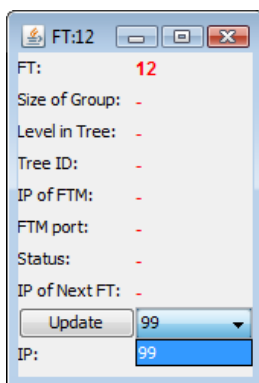 FT:12
FT: 12
Size of Group: -
Level in Tree: -
Tree ID: -
IP of FTM: -
FTM port: -
Status: -
IP of Next FT: -
Update 99
IP: 99